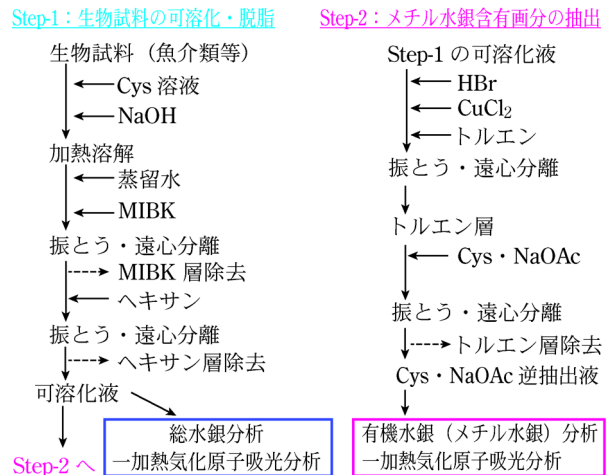 Step-1：生物試料の可溶化・脱脂
生物試料（魚介類等）
Cys 溶液
NaOH
加熱溶解
蒸留水
MIBK
振とう・遠心分離
MIBK 層除去
ヘキサン
振とう・遠心分離
ヘキサン層除去
可溶化液
Step-2 へ
総水銀分析
―加熱気化原子吸光分析
Step-2：メチル水銀含有画分の抽出
Step-1 の可溶化液
HBr
CuCl₂
トルエン
振とう・遠心分離
トルエン層
Cys・NaOAc
振とう・遠心分離
トルエン層除去
Cys・NaOAc 逆抽出液
有機水銀（メチル水銀）分析
―加熱気化原子吸光分析